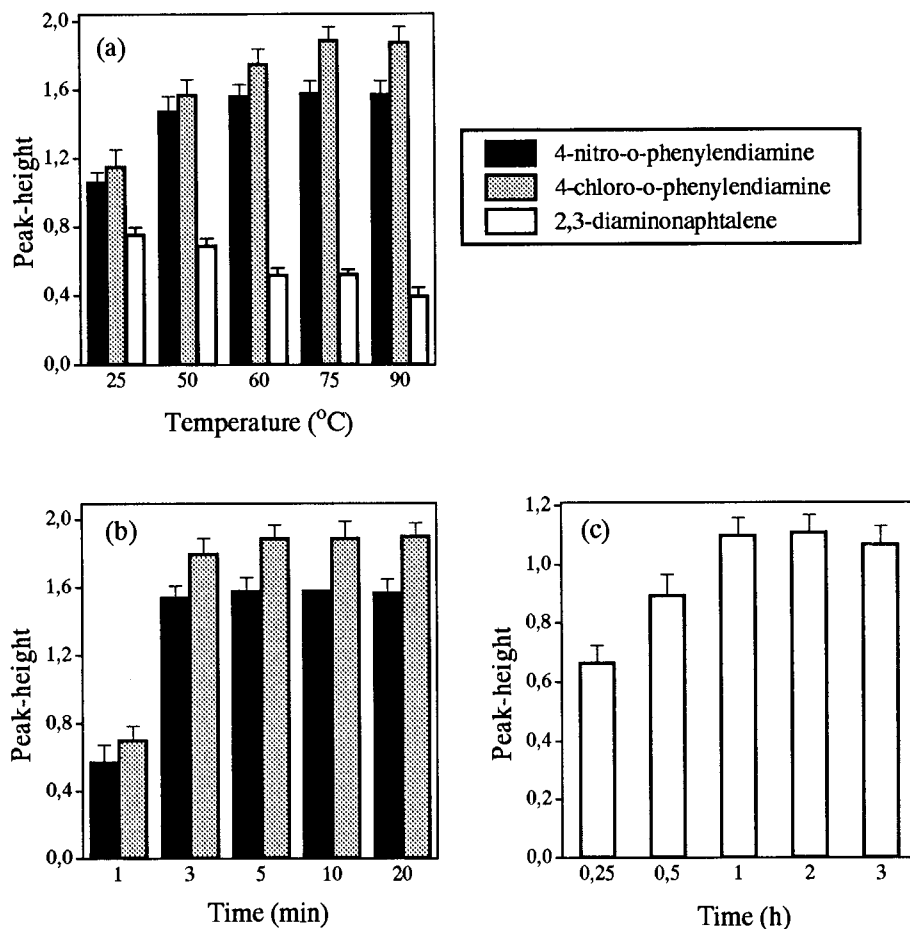 (a)
2,0
1,6
1,2
0,8
0,4
0,0
Peak-height
25 50 60 75 90
Temperature (°C)
4-nitro-o-phenylendiamine
4-chloro-o-phenylendiamine
2,3-diaminonaphtalene
(b)
2,0
1,6
1,2
0,8
0,4
0,0
Peak-height
1 3 5 10 20
Time (min)
(c)
1,2
1,0
0,8
0,6
0,4
0,2
0,0
Peak-height
0,25 0,5 1 2 3
Time (h)